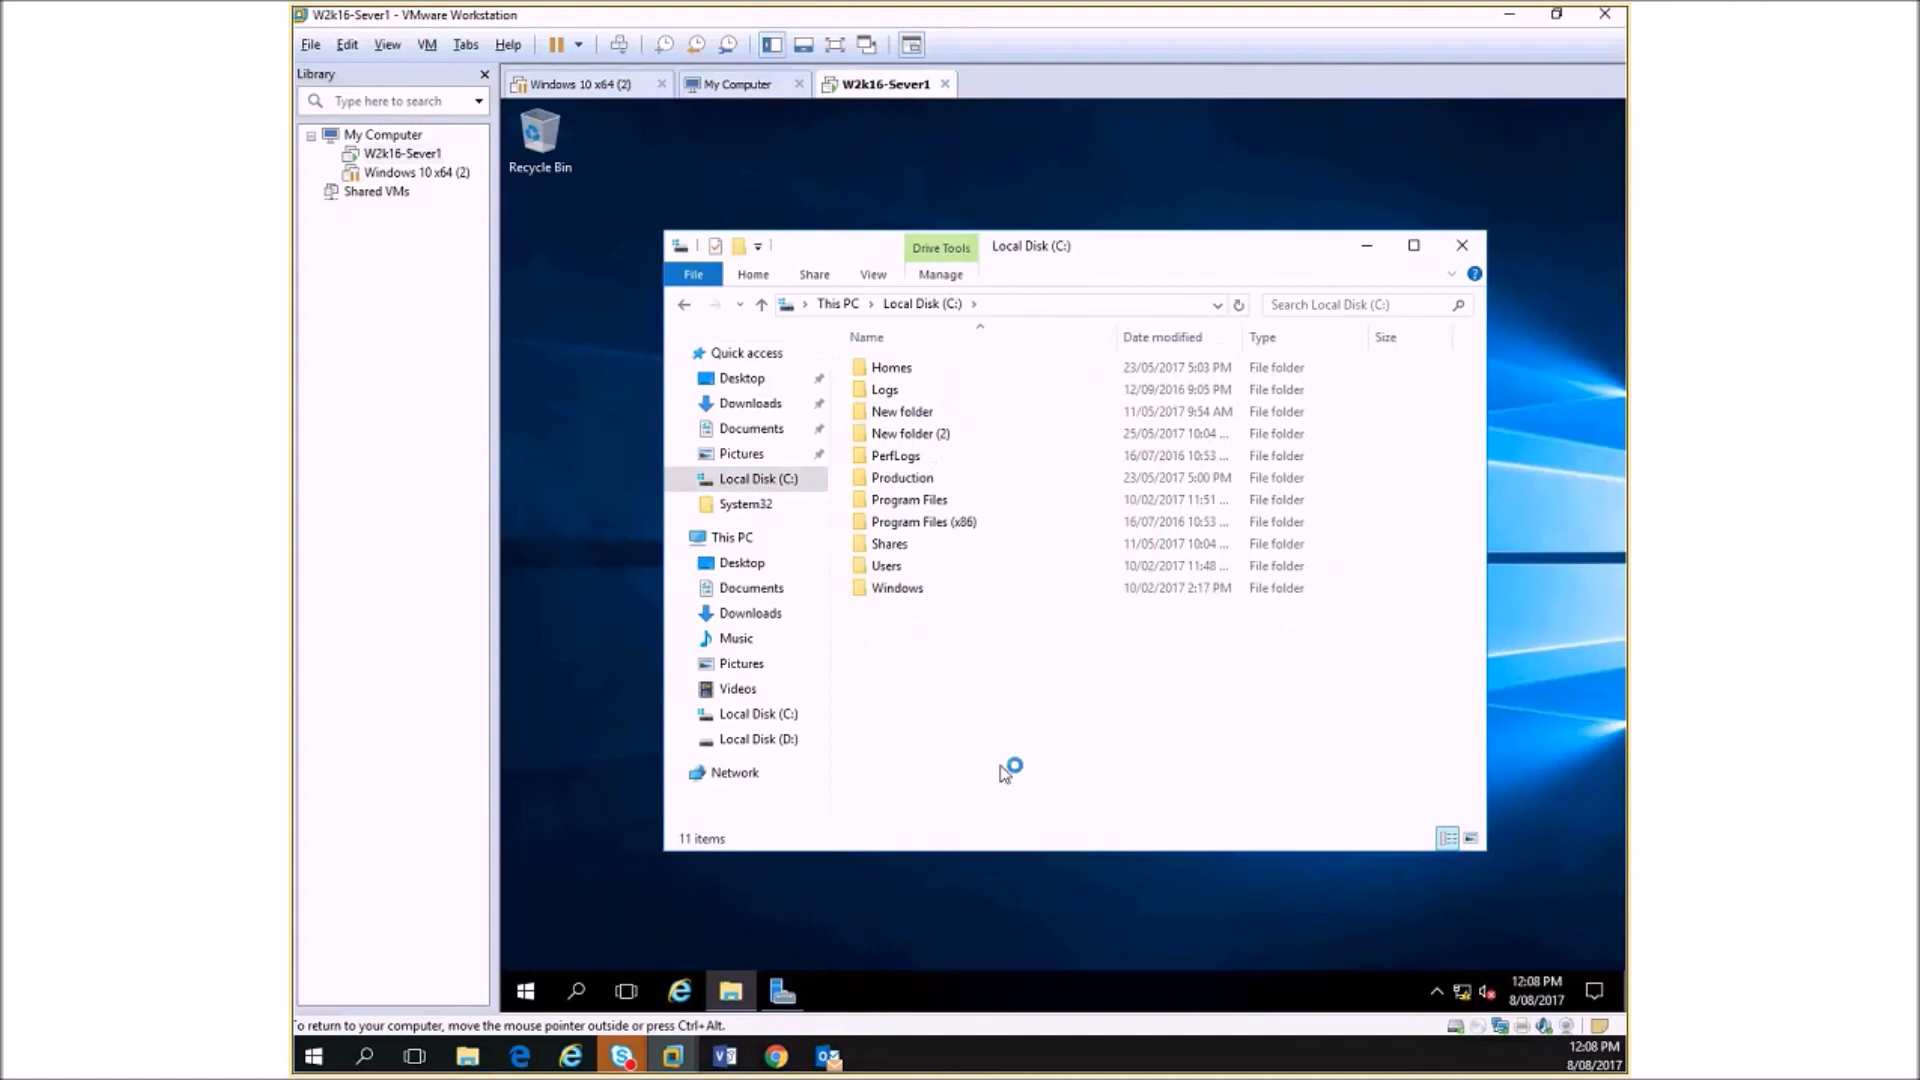 W2k16-Sever1 - VMware Workstation
File Edit View VM Tabs Help
Library
Type here to search
My Computer
W2k16-Sever1
Windows 10 x64 (2)
Shared VMs
Windows 10 x64 (2) My Computer W2k16-Sever1
Recycle Bin
Drive Tools Local Disk (C:)
File Home Share View Manage
This PC Local Disk (C:) Search Local Disk (C:)
Quick access
Desktop
Downloads
Documents
Pictures
Local Disk (C:)
System32
This PC
Desktop
Documents
Downloads
Music
Pictures
Videos
Local Disk (C:)
Local Disk (D:)
Network
Name Date modified Type Size
Homes 23/05/2017 5:03 PM File folder
Logs 12/09/2016 9:05 PM File folder
New folder 11/05/2017 9:54 AM File folder
New folder (2) 25/05/2017 10:04 ... File folder
PerfLogs 16/07/2016 10:53 ... File folder
Production 23/05/2017 5:00 PM File folder
Program Files 10/02/2017 11:51 ... File folder
Program Files (x86) 16/07/2016 10:53 ... File folder
Shares 11/05/2017 10:04 ... File folder
Users 10/02/2017 11:48 ... File folder
Windows 10/02/2017 2:17 PM File folder
11 items
12:08 PM
8/08/2017
To return to your computer, move the mouse pointer outside or press Ctrl+Alt.
12:08 PM
8/08/2017